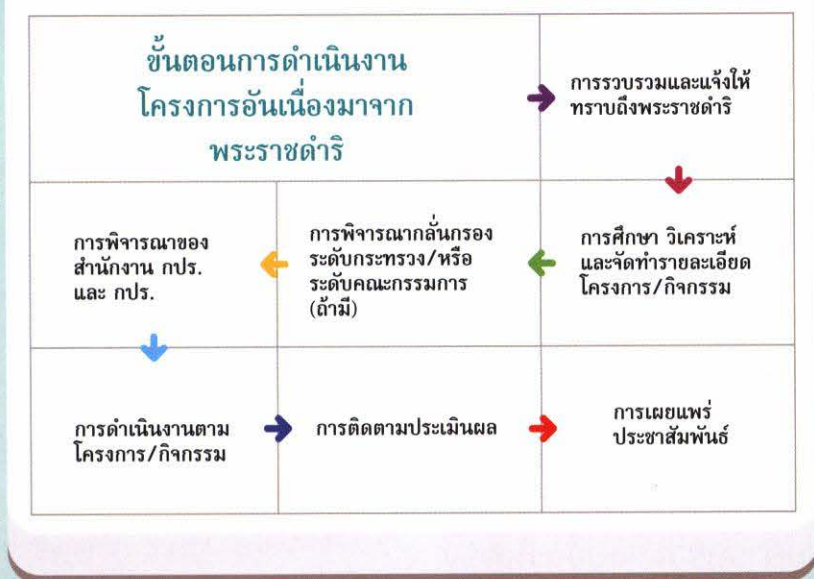 ขั้นตอนการดำเนินงาน
โครงการอันเนื่องมาจาก
พระราชดำริ
การรวบรวมและแจ้งให้
ทราบถึงพระราชดำริ
การศึกษา วิเคราะห์
และจัดทำรายละเอียด
โครงการ/กิจกรรม
การพิจารณากลั่นกรอง
ระดับกระทรวง/หรือ
ระดับคณะกรรมการ
(ถ้ามี)
การพิจารณาของ
สำนักงาน กปร.
และ กปร.
การดำเนินงานตาม
โครงการ/กิจกรรม
การติดตามประเมินผล
การเผยแพร่
ประชาสัมพันธ์